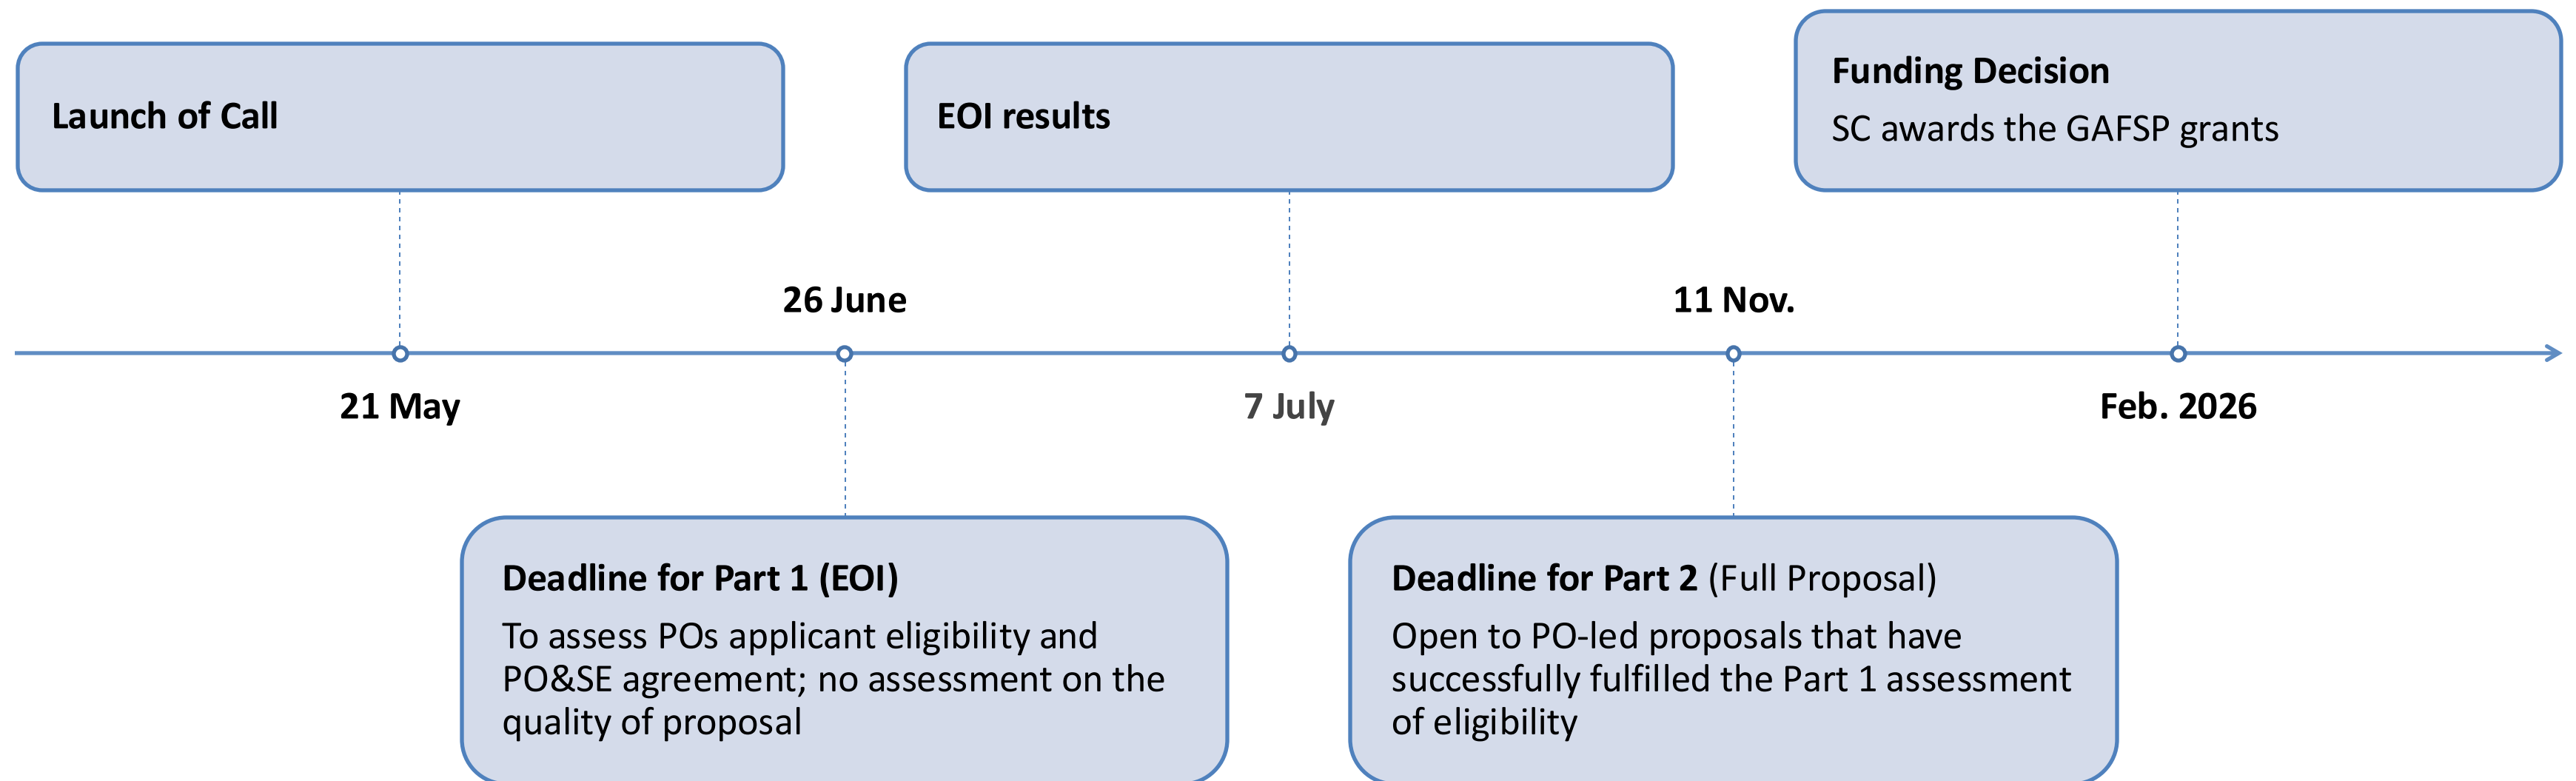 Launch of Call
EOI results
Funding Decision
SC awards the GAFSP grants
26 June
11 Nov.
21 May
7 July
Feb. 2026
Deadline for Part 1 (EOI)
To assess POs applicant eligibility and
PO&SE agreement; no assessment on the
quality of proposal
Deadline for Part 2 (Full Proposal)
Open to PO-led proposals that have
successfully fulfilled the Part 1 assessment
of eligibility